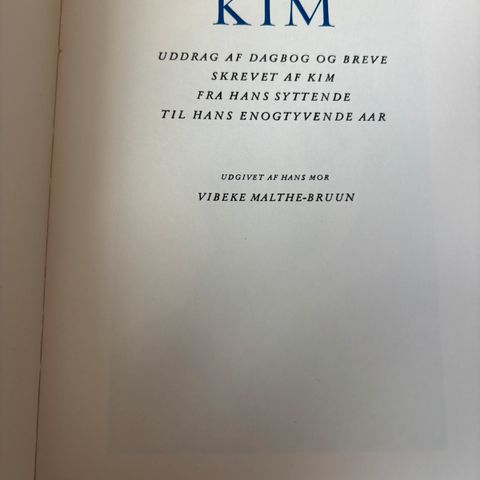 KIM
UDDRAG AF DAGBOG OG BREVE
SKREVET AF KIM
FRA HANS SYTTENDE
TIL HANS ENOGTYVENDE AAR
UDGIVET AF HANS MOR
VIBEKE MALTHE-BRUUN